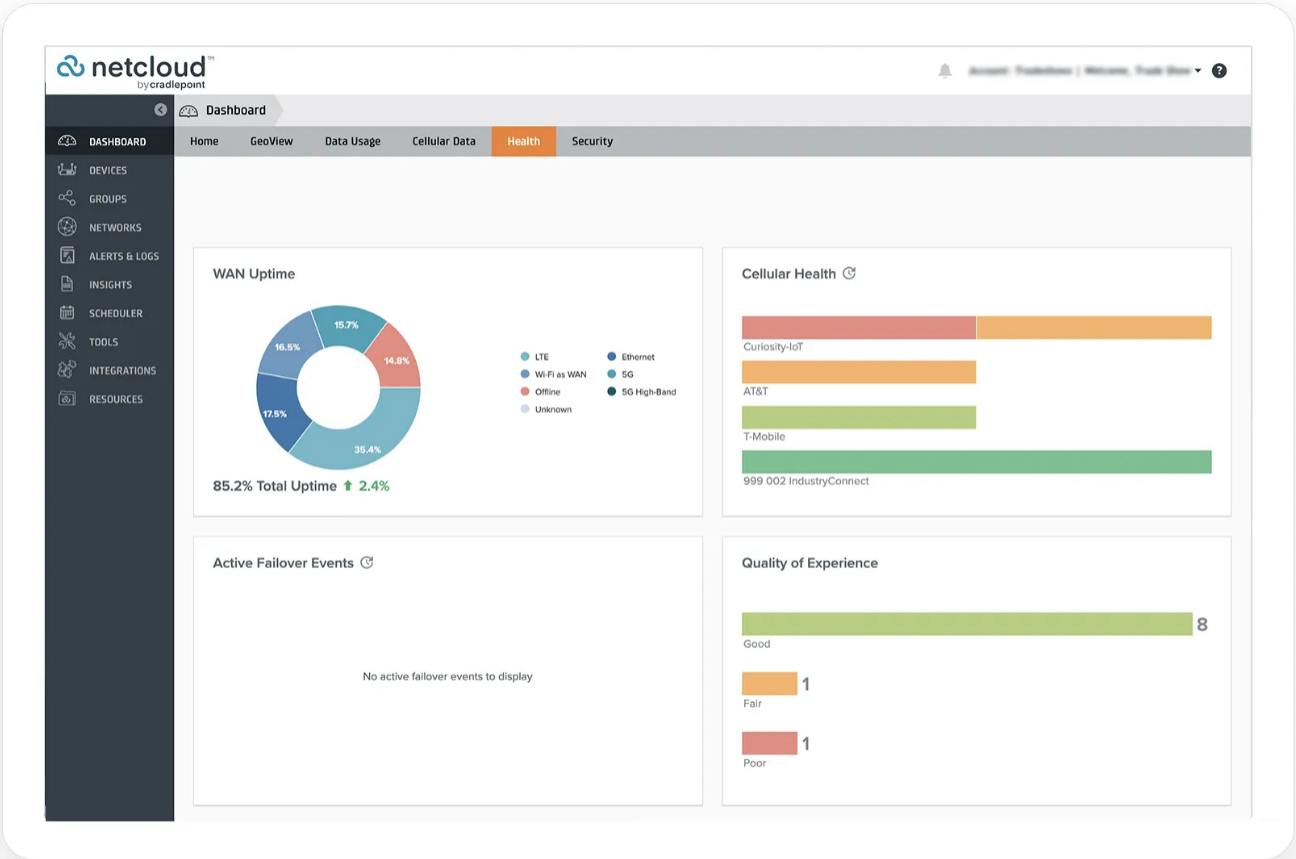 netcloud™
bycradlepoint
Dashboard
DASHBOARD
DEVICES
GROUPS
NETWORKS
ALERTS & LOGS
INSIGHTS
SCHEDULER
TOOLS
INTEGRATIONS
RESOURCES
Home GeoView Data Usage Cellular Data Health Security
WAN Uptime
15.7%
14.8%
16.5%
17.5%
35.4%
LTE Ethernet
Wi-Fi as WAN 5G
Offline 5G High-Band
Unknown
85.2% Total Uptime 2.4%
Cellular Health
Curiosity-IoT
AT&T
T-Mobile
999 002 IndustryConnect
Active Failover Events
No active failover events to display
Quality of Experience
8
Good
1
Fair
1
Poor